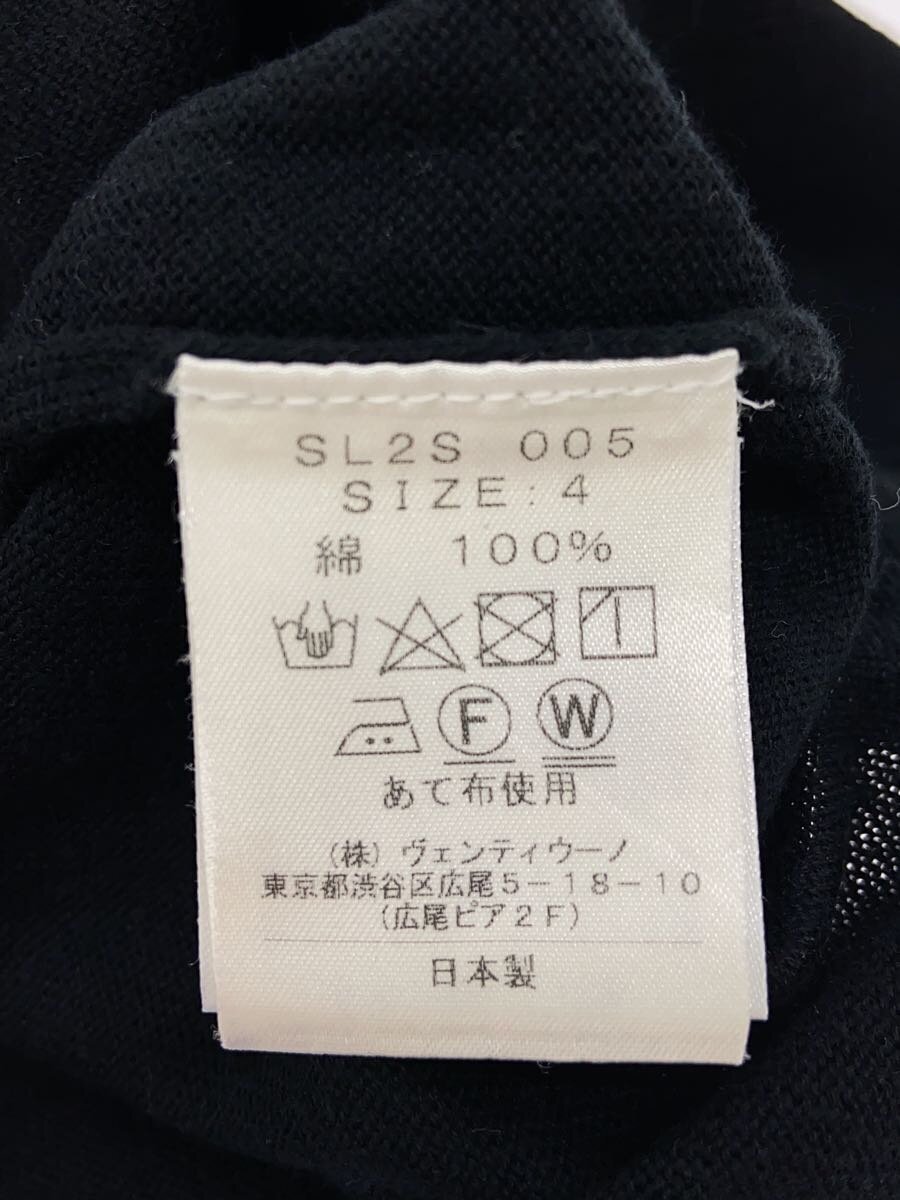 SL2S 005
SIZE:4
綿 100%
F W
あて布使用
(株)ヴェンティウーノ
東京都渋谷区広尾5-18-10
(広尾ピア2F)
日本製